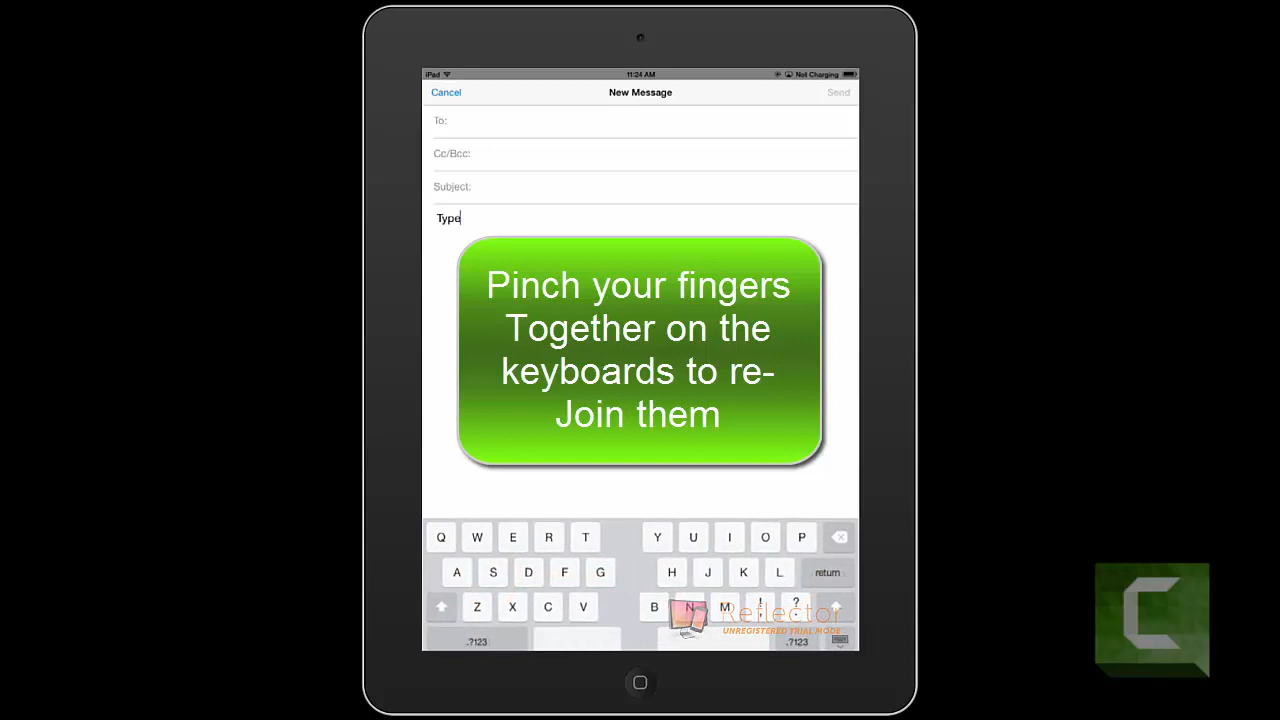 iPad 11:24 AM Not Charging
Cancel New Message Send
To:
Cc/Bcc:
Subject:
Type
Pinch your fingers
Together on the
keyboards to re-
Join them
Q W E R T Y U I O P
A S D F G H J K L return
Z X C V B N M ! , ? .
Reflector
UNREGISTERED TRIAL MODE
.?123 .?123
C